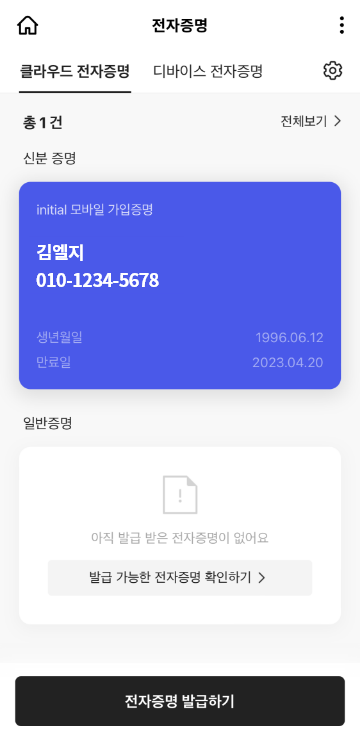 전자증명
클라우드 전자증명 디바이스 전자증명
총 1 건 전체보기
신분 증명
initial 모바일 가입증명
김엘지
010-1234-5678
생년월일 1996.06.12
만료일 2023.04.20
일반증명
아직 발급 받은 전자증명이 없어요
발급 가능한 전자증명 확인하기
전자증명 발급하기